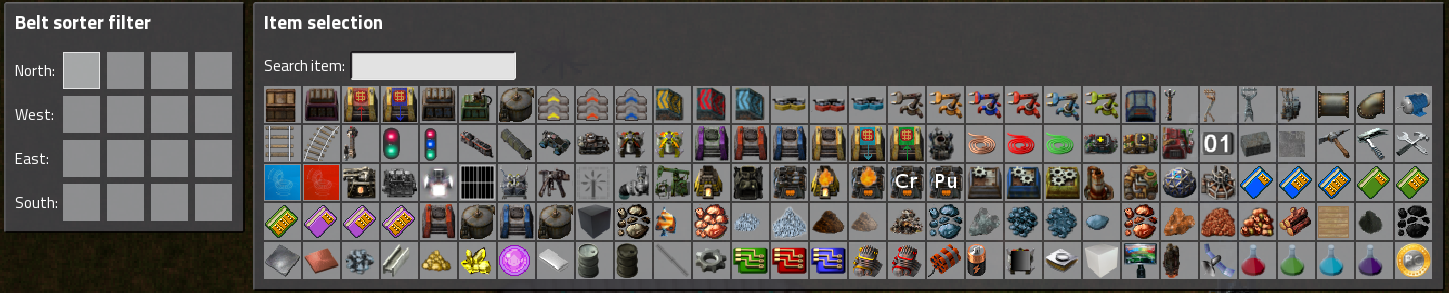 Belt sorter filter
North:
West:
East:
South:
Item selection
Search item:
01
Cr Pu